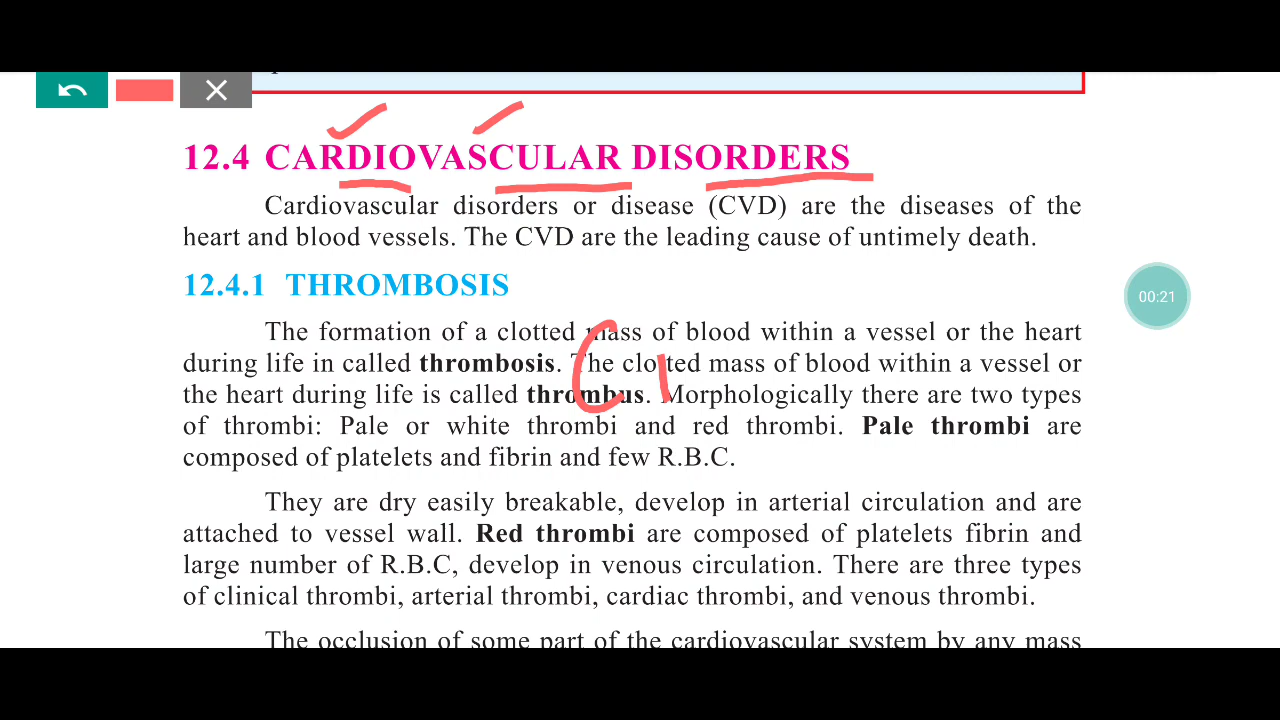 12.4 CARDIOVASCULAR DISORDERS
Cardiovascular disorders or disease (CVD) are the diseases of the
heart and blood vessels. The CVD are the leading cause of untimely death.
12.4.1 THROMBOSIS
The formation of a clotted mass of blood within a vessel or the heart
during life in called thrombosis. The clotted mass of blood within a vessel or
the heart during life is called thrombus. Morphologically there are two types
of thrombi: Pale or white thrombi and red thrombi. Pale thrombi are
composed of platelets and fibrin and few R.B.C.
They are dry easily breakable, develop in arterial circulation and are
attached to vessel wall. Red thrombi are composed of platelets fibrin and
large number of R.B.C, develop in venous circulation. There are three types
of clinical thrombi, arterial thrombi, cardiac thrombi, and venous thrombi.
The occlusion of some part of the cardiovascular system by any mass
00:21